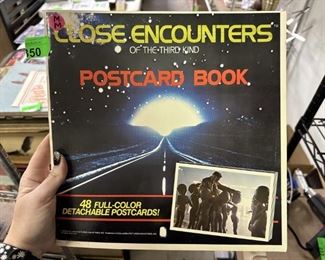 M
M
50
CLOSE ENCOUNTERS
OF THE THIRD KIND
POSTCARD BOOK
48 FULL-COLOR
DETACHABLE POSTCARDS!